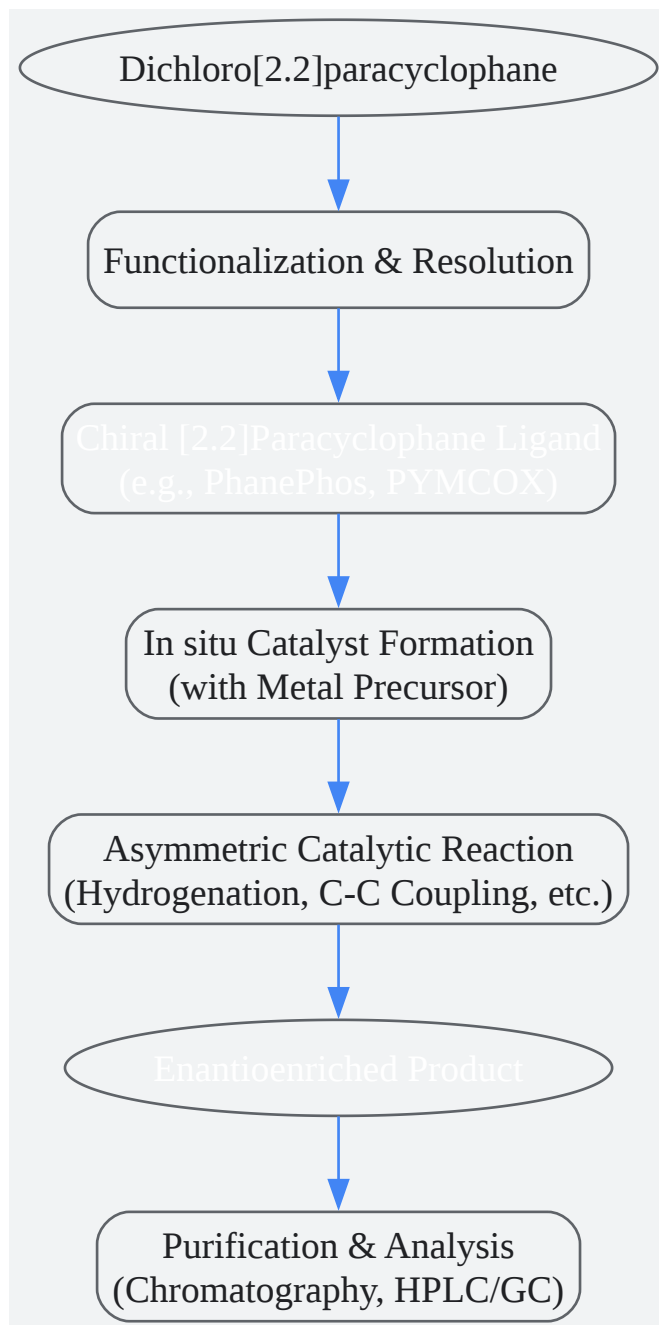 Dichloro[2.2]paracyclophane
Functionalization & Resolution
Chiral [2.2]Paracyclophane Ligand
(e.g., PhanePhos, PYMCOX)
In situ Catalyst Formation
(with Metal Precursor)
Asymmetric Catalytic Reaction
(Hydrogenation, C-C Coupling, etc.)
Enantioenriched Product
Purification & Analysis
(Chromatography, HPLC/GC)